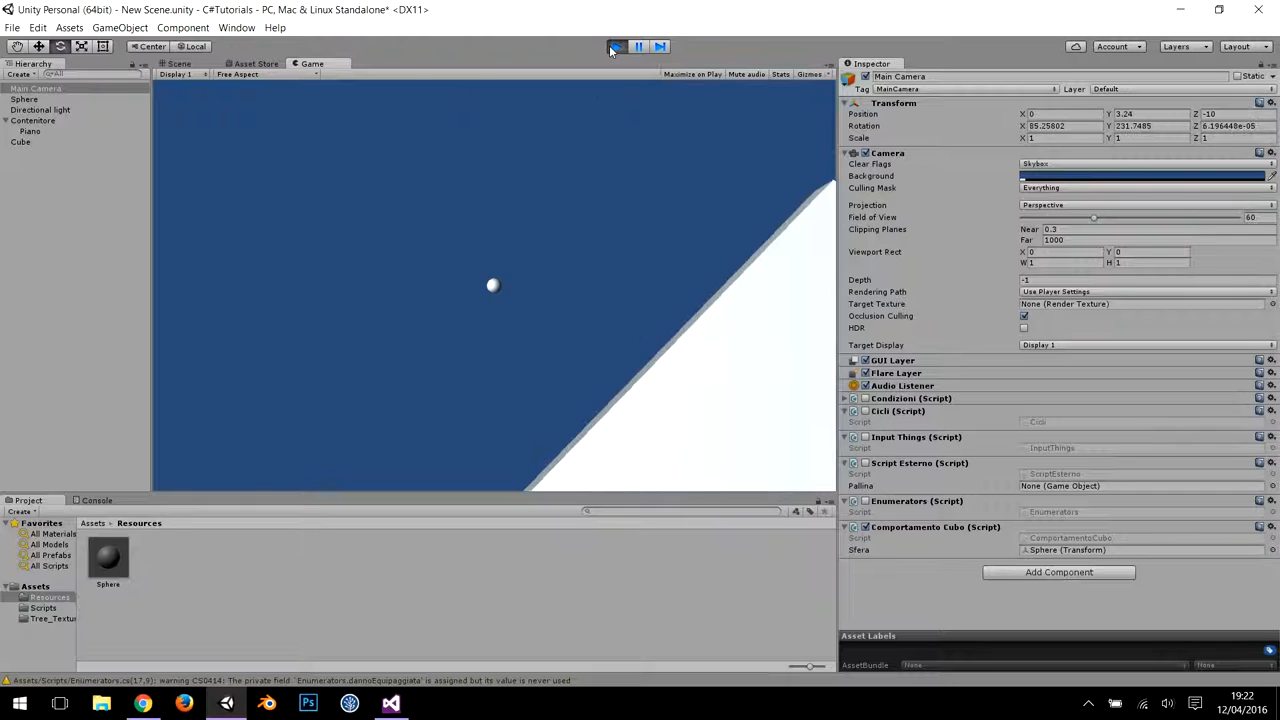 Unity Personal (64bit) - New Scene.unity - C#Tutorials - PC, Mac & Linux Standalone* <DX11>
File Edit Assets GameObject Component Window Help
Center Local Account Layers Layout
Hierarchy Scene Asset Store Game Inspector
Create All Display 1 Free Aspect Maximize on Play Mute audio Stats Gizmos Main Camera Static
Main Camera Tag MainCamera Layer Default
Sphere
Directional light
Contenitore
Piano
Cube
Transform
Position X 0 Y 3.24 Z -10
Rotation X 85.25802 Y 231.7485 Z 6.196448e-05
Scale X 1 Y 1 Z 1
Camera
Clear Flags Skybox
Background
Culling Mask Everything
Projection Perspective
Field of View 60
Clipping Planes Near 0.3
Far 1000
Viewport Rect X 0 Y 0
W 1 H 1
Depth -1
Rendering Path Use Player Settings
Target Texture None (Render Texture)
Occlusion Culling
HDR
Target Display Display 1
GUI Layer
Flare Layer
Audio Listener
Condizioni (Script)
Cicli (Script)
Script Cicli
Input Things (Script)
Script InputThings
Script Esterno (Script)
Script ScriptEsterno
Pallina None (Game Object)
Enumerators (Script)
Script Enumerators
Comportamento Cubo (Script)
Script ComportamentoCubo
Sfera Sphere (Transform)
Add Component
Asset Labels
AssetBundle None None
Project Console
Create
Favorites
All Materials
All Models
All Prefabs
All Scripts
Assets
Resources
Scripts
Tree_Textur
Assets Resources
Sphere
Assets/Scripts/Enumerators.cs(17,9): warning CS0414: The private field `Enumerators.dannoEquipaggiata' is assigned but its value is never used
Ps
19:22
12/04/2016